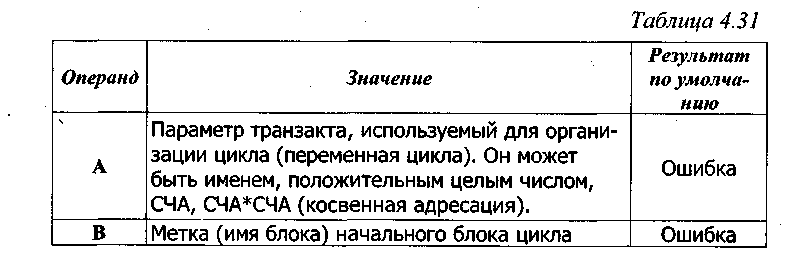 Таблица 4.31
Операнд
Значение
Результат
по умолча-
нию
A
Параметр транзакта, используемый для органи-
зации цикла (переменная цикла). Он может
быть именем, положительным целым числом,
СЧА, СЧА*СЧА (косвенная адресация).
Ошибка
B
Метка (имя блока) начального блока цикла
Ошибка